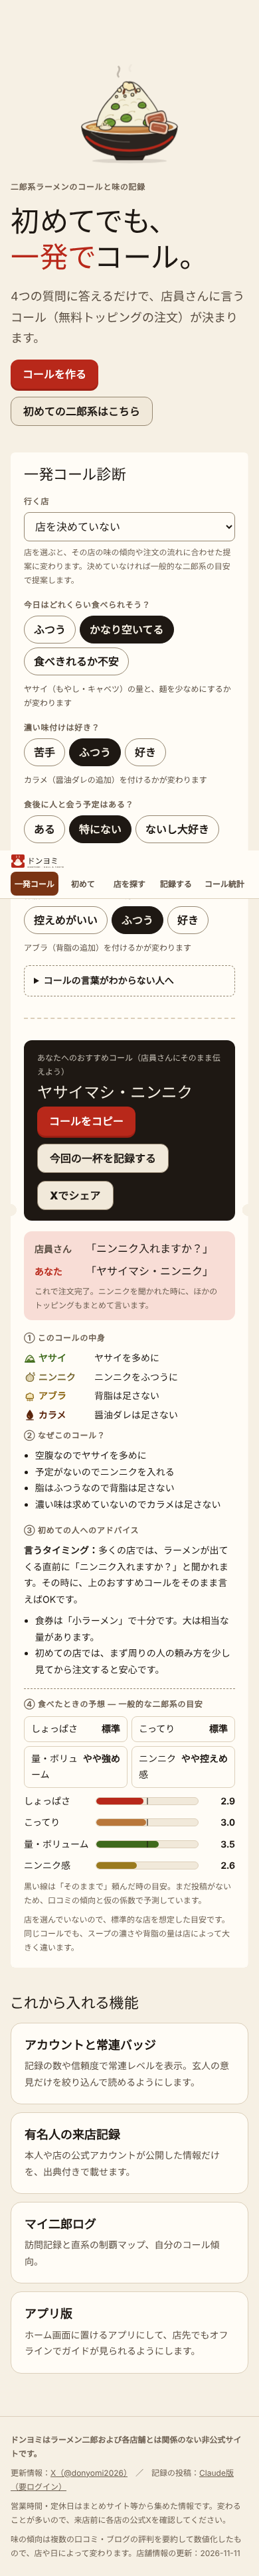 二郎系ラーメンのコールと味の記録
初めてでも、
一発でコール。
4つの質問に答えるだけで、店員さんに言う
コール（無料トッピングの注文）が決まり
ます。
コールを作る
初めての二郎系はこちら
一発コール診断
行く店
店を決めていない
店を選ぶと、その店の味の傾向や注文の流れに合わせた提
案に変わります。決めていなければ一般的な二郎系の目安
で提案します。
今日はどれくらい食べられそう？
ふつう かなり空いてる
食べきれるか不安
ヤサイ（もやし・キャベツ）の量と、麺を少なめにするか
が変わります
濃い味付けは好き？
苦手 ふつう 好き
カラメ（醤油ダレの追加）を付けるかが変わります
食後に人と会う予定はある？
ある 特にない ないし大好き
ドンヨミ
一発コール 初めて 店を探す 記録する コール統計
控えめがいい ふつう 好き
アブラ（背脂の追加）を付けるかが変わります
▶ コールの言葉がわからない人へ
あなたへのおすすめコール（店員さんにそのまま伝
えよう）
ヤサイマシ・ニンニク
コールをコピー
今回の一杯を記録する
Xでシェア
店員さん 「ニンニク入れますか？」
あなた 「ヤサイマシ・ニンニク」
これで注文完了。ニンニクを聞かれた時に、ほかの
トッピングもまとめて言います。
① このコールの中身
ヤサイ ヤサイを多めに
ニンニク ニンニクをふつうに
アブラ 背脂は足さない
カラメ 醤油ダレは足さない
② なぜこのコール？
• 空腹なのでヤサイを多めに
• 予定がないのでニンニクを入れる
• 脂はふつうなので背脂は足さない
• 濃い味は求めていないのでカラメは足さない
③ 初めての人へのアドバイス
言うタイミング：多くの店では、ラーメンが出て
くる直前に「ニンニク入れますか？」と聞かれま
す。その時に、上のおすすめコールをそのまま言
えばOKです。
• 食券は「小ラーメン」で十分です。大は相当な
量があります。
• 初めての店では、まず周りの人の頼み方を少し
見てから注文すると安心です。
④ 食べたときの予想 — 一般的な二郎系の目安
しょっぱさ 標準 こってり 標準
量・ボリューム やや強め ニンニク感 やや控えめ
しょっぱさ 2.9
こってり 3.0
量・ボリューム 3.5
ニンニク感 2.6
黒い線は「そのままで」頼んだ時の目安。まだ投稿がない
ため、口コミの傾向と仮の係数で予測しています。
店を選んでいないので、標準的な店を想定した目安です。
同じコールでも、スープの濃さや背脂の量は店によって大
きく違います。
これから入れる機能
アカウントと常連バッジ
記録の数や信頼度で常連レベルを表示。玄人の意
見だけを絞り込んで読めるようにします。
有名人の来店記録
本人や店の公式アカウントが公開した情報だけ
を、出典付きで載せます。
マイ二郎ログ
訪問記録と直系の制覇マップ、自分のコール傾
向。
アプリ版
ホーム画面に置けるアプリにして、店先でもオフ
ラインでガイドが見られるようにします。
ドンヨミはラーメン二郎および各店舗とは関係のない非公式サイ
トです。
更新情報：X（@donyomi2026） ／ 記録の投稿：Claude版
（要ログイン）
営業時間・定休日はまとめサイト等から集めた情報です。変わる
ことが多いので、来店前に各店の公式Xを確認してください。
味の傾向は複数の口コミ・ブログの評判を要約して数値化したも
ので、店や日によって変わります。店舗情報の更新：2026-11-11